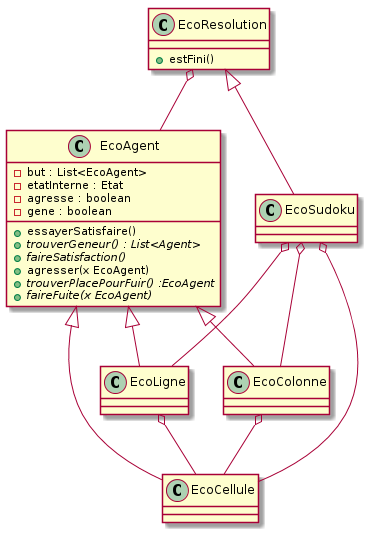 C EcoResolution
estFini()
C EcoAgent
but : List<EcoAgent>
etatInterne : Etat
agresse : boolean
gene : boolean
essayerSatisfaire()
trouverGeneur() : List<Agent>
faireSatisfaction()
agresser(x EcoAgent)
trouverPlacePourFuir() :EcoAgent
faireFuite(x EcoAgent)
C EcoSudoku
C EcoLigne
C EcoColonne
C EcoCellule